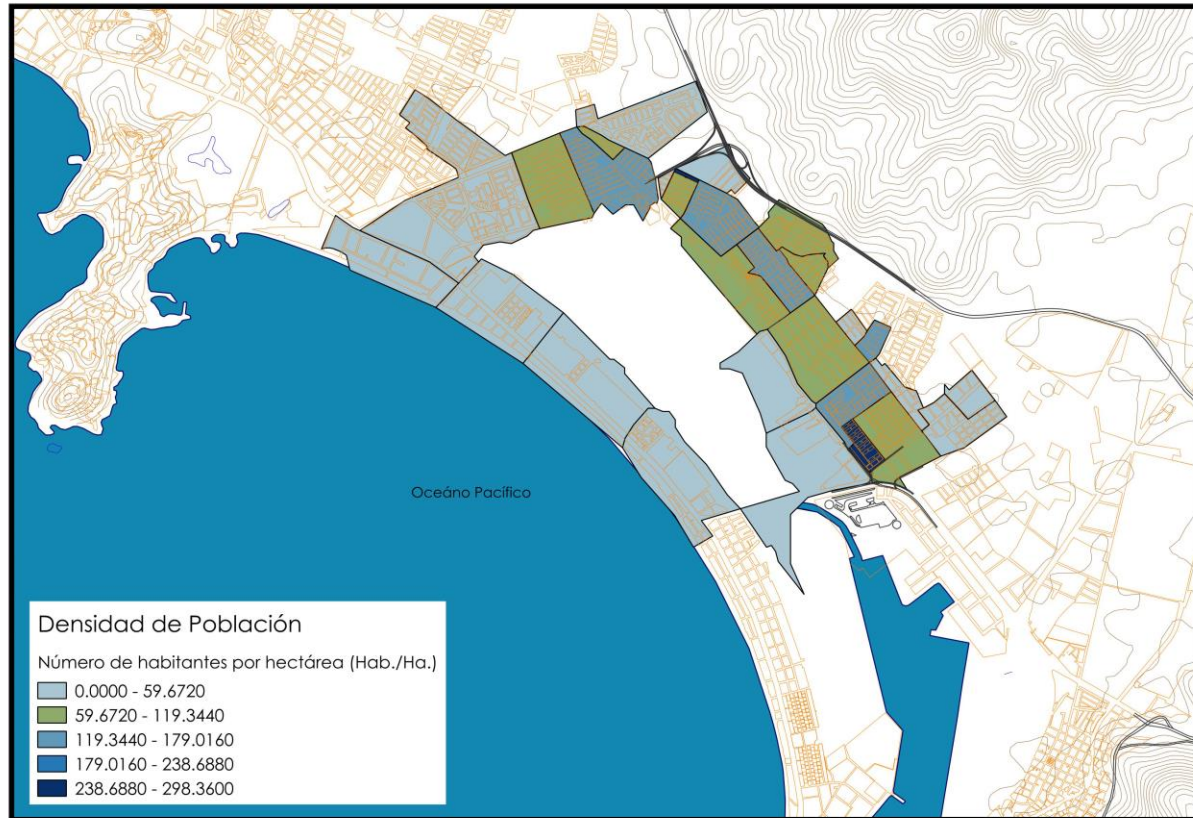 Oceáno Pacífico
Densidad de Población
Número de habitantes por hectárea (Hab./Ha.)
0.0000 - 59.6720
59.6720 - 119.3440
119.3440 - 179.0160
179.0160 - 238.6880
238.6880 - 298.3600